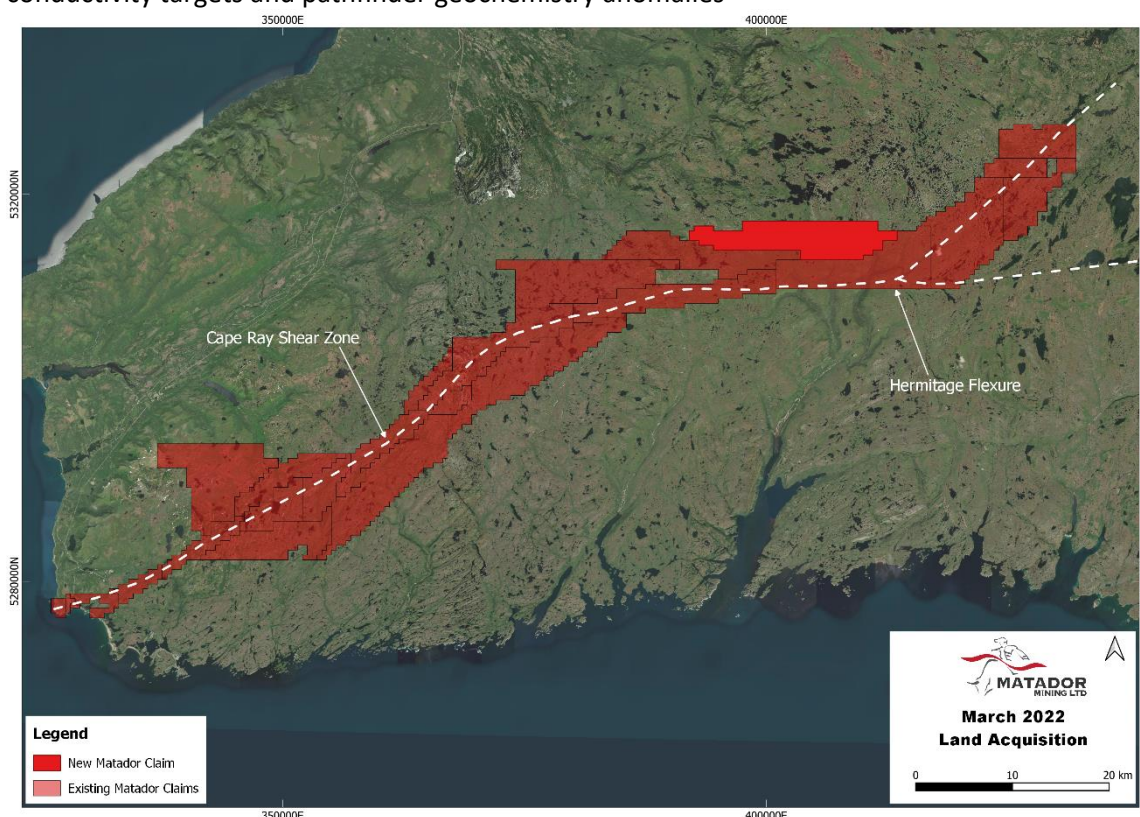 conductivity targets and pathfinder geochemistry anomalies
350000E
400000E
5320000N
Cape Ray Shear Zone
Hermitage Flexure
5280000N
MATADOR
MINING LTD
March 2022
Land Acquisition
0 10 20 km
Legend
New Matador Claim
Existing Matador Claims
350000E
400000E